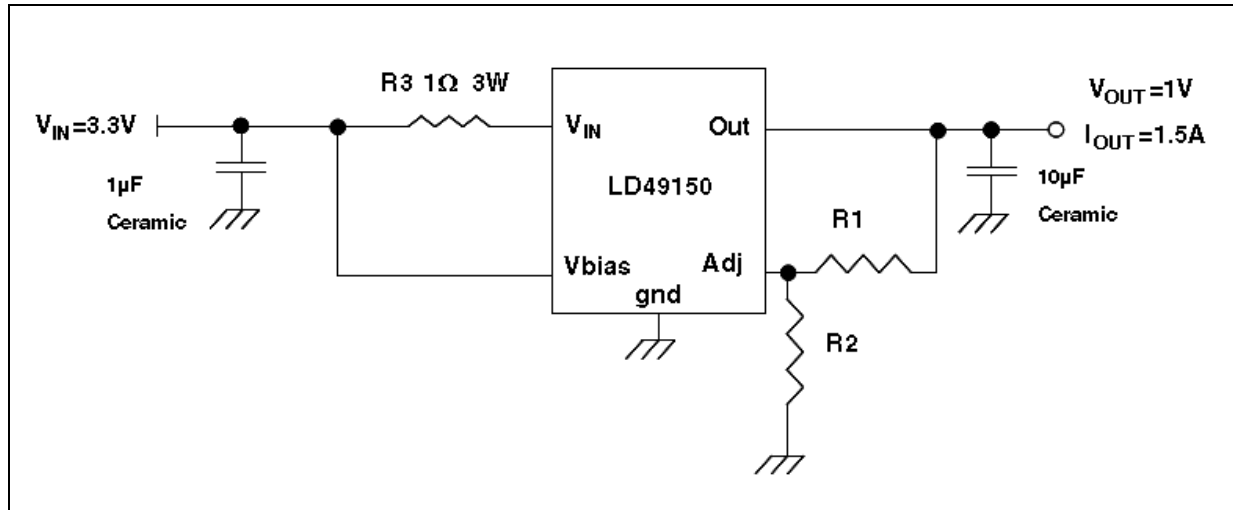 R3 1Ω 3W
V_IN=3.3V
1µF
Ceramic
V_IN
Out
LD49150
Vbias
Adj
gnd
R1
R2
V_OUT=1V
I_OUT=1.5A
10µF
Ceramic